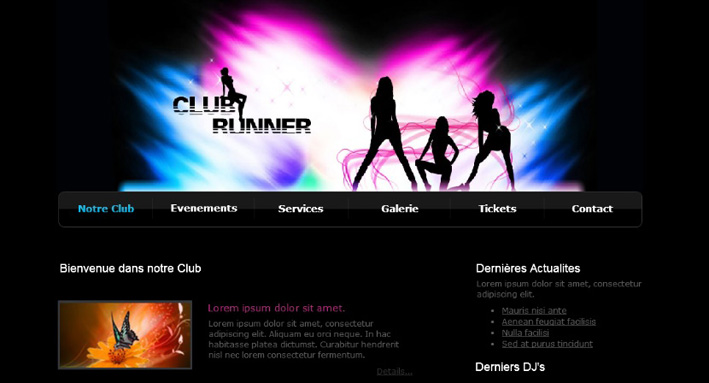 CLUB
RUNNER
Notre Club Evenements Services Galerie Tickets Contact
Bienvenue dans notre Club
Lorem ipsum dolor sit amet.
Lorem ipsum dolor sit amet, consectetur
adipiscing elit. Aliquam eu orci neque. In hac
habitasse platea dictumst. Curabitur hendrerit
nisl nec lorem consectetur fermentum.
Details...
Dernières Actualites
Lorem ipsum dolor sit amet, consectetur
adipiscing elit.
Mauris nisi ante
Aenean feugiat facilisis
Nulla facilisi
Sed at purus tincidunt
Derniers DJ's